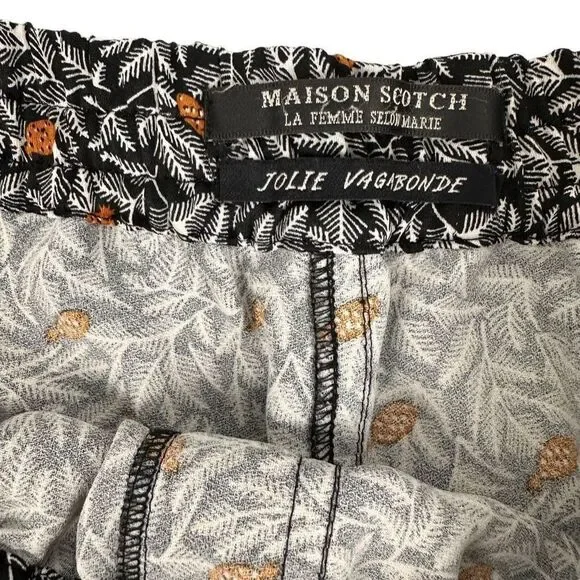 MAISON SCOTCH
LA FEMME SELON MARIE
JOLIE VAGABONDE